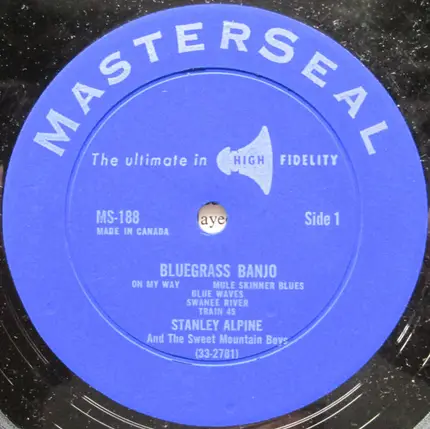 MASTERSEAL
The ultimate in HIGH FIDELITY
MS-188 Side 1
MADE IN CANADA
aye
BLUEGRASS BANJO
ON MY WAY MULE SKINNER BLUES
BLUE WAVES
SWANEE RIVER
TRAIN 45
STANLEY ALPINE
And The Sweet Mountain Boys
(33-2781)